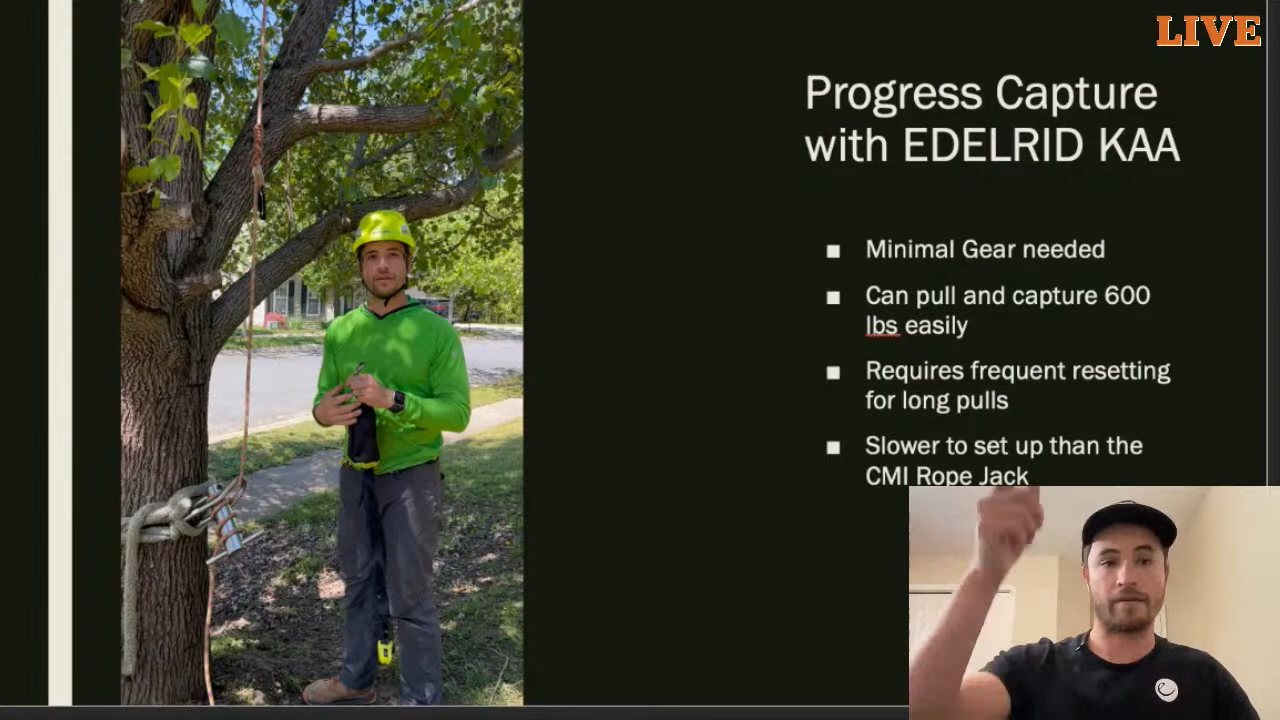 LIVE
Progress Capture
with EDELRID KAA
Minimal Gear needed
Can pull and capture 600
lbs easily
Requires frequent resetting
for long pulls
Slower to set up than the
CMI Rope Jack